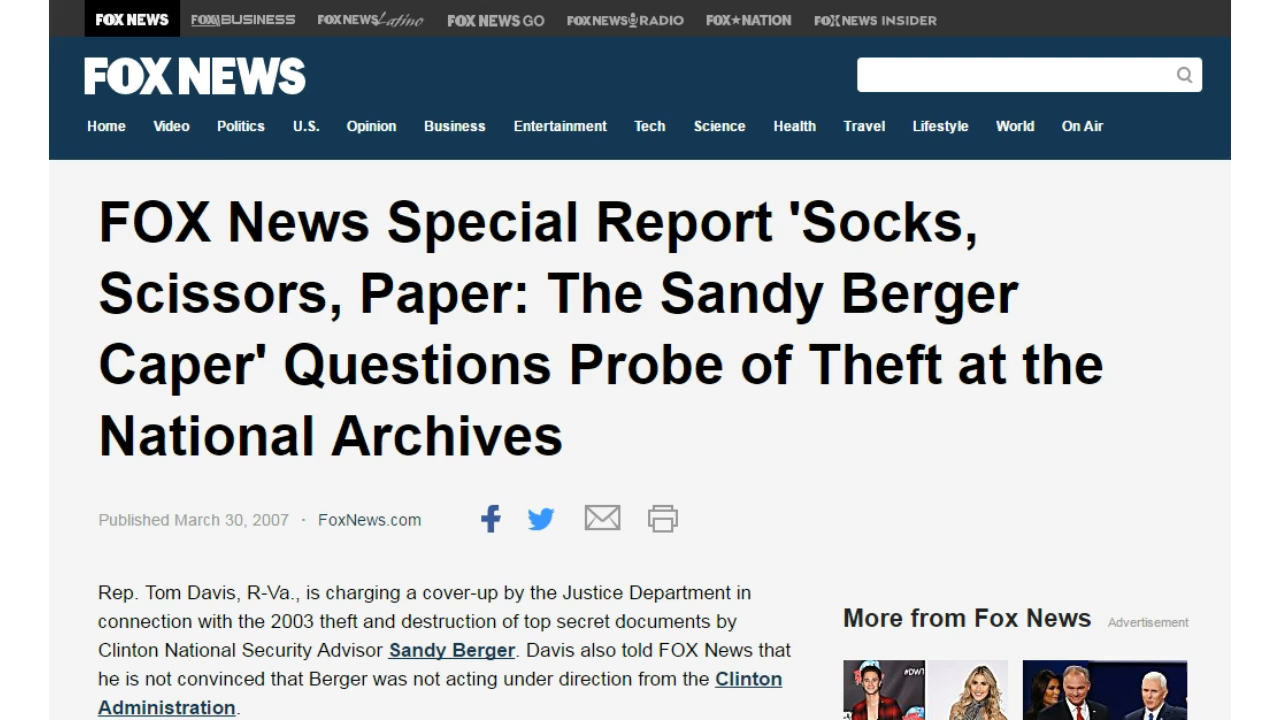 FOX NEWS FOX BUSINESS FOX NEWS Latino FOX NEWS GO FOX NEWS RADIO FOX NATION FOX NEWS INSIDER
FOX NEWS
Home Video Politics U.S. Opinion Business Entertainment Tech Science Health Travel Lifestyle World On Air
FOX News Special Report 'Socks,
Scissors, Paper: The Sandy Berger
Caper' Questions Probe of Theft at the
National Archives
Published March 30, 2007 · FoxNews.com
Rep. Tom Davis, R-Va., is charging a cover-up by the Justice Department in
connection with the 2003 theft and destruction of top secret documents by
Clinton National Security Advisor Sandy Berger. Davis also told FOX News that
he is not convinced that Berger was not acting under direction from the Clinton
Administration.
More from Fox News Advertisement
#DWT